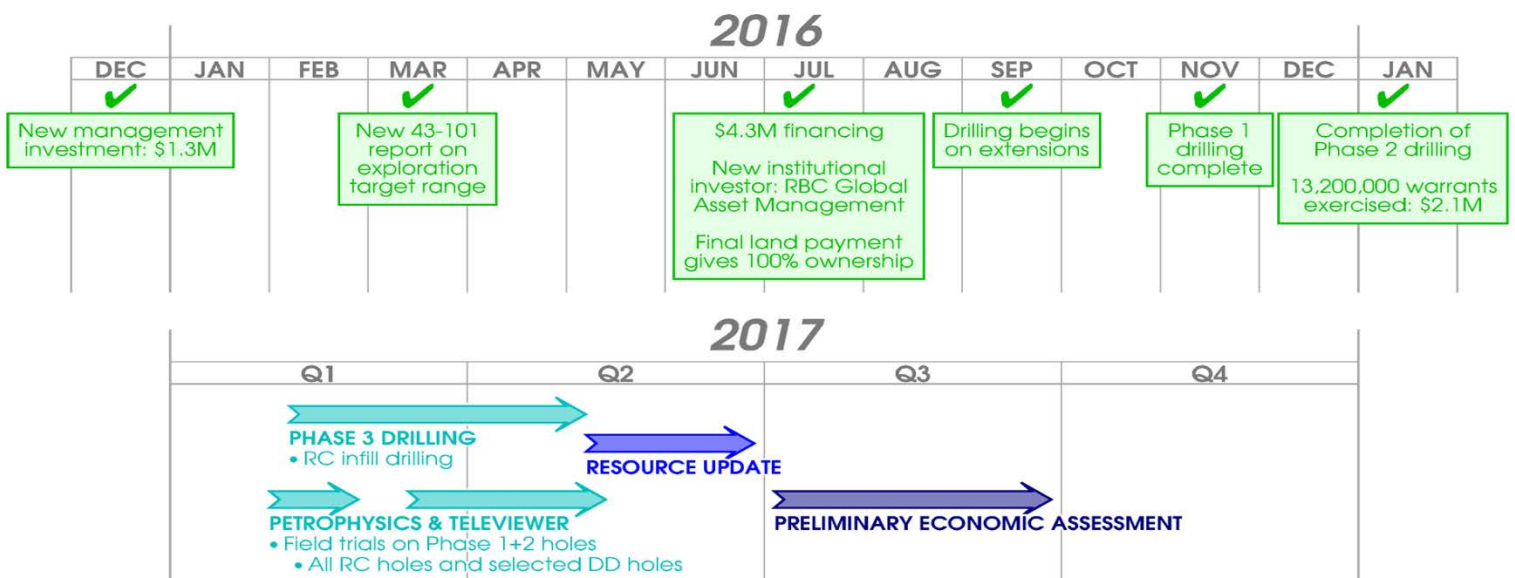 2016
DEC JAN FEB MAR APR MAY JUN JUL AUG SEP OCT NOV DEC JAN
New management
investment: $1.3M
New 43-101
report on
exploration
target range
$4.3M financing
New institutional
investor: RBC Global
Asset Management
Final land payment
gives 100% ownership
Drilling begins
on extensions
Phase 1
drilling
complete
Completion of
Phase 2 drilling
13,200,000 warrants
exercised: $2.1M
2017
Q1 Q2 Q3 Q4
PHASE 3 DRILLING
• RC infill drilling
RESOURCE UPDATE
PETROPHYSICS & TELEVIEWER
• Field trials on Phase 1+2 holes
• All RC holes and selected DD holes
PRELIMINARY ECONOMIC ASSESSMENT